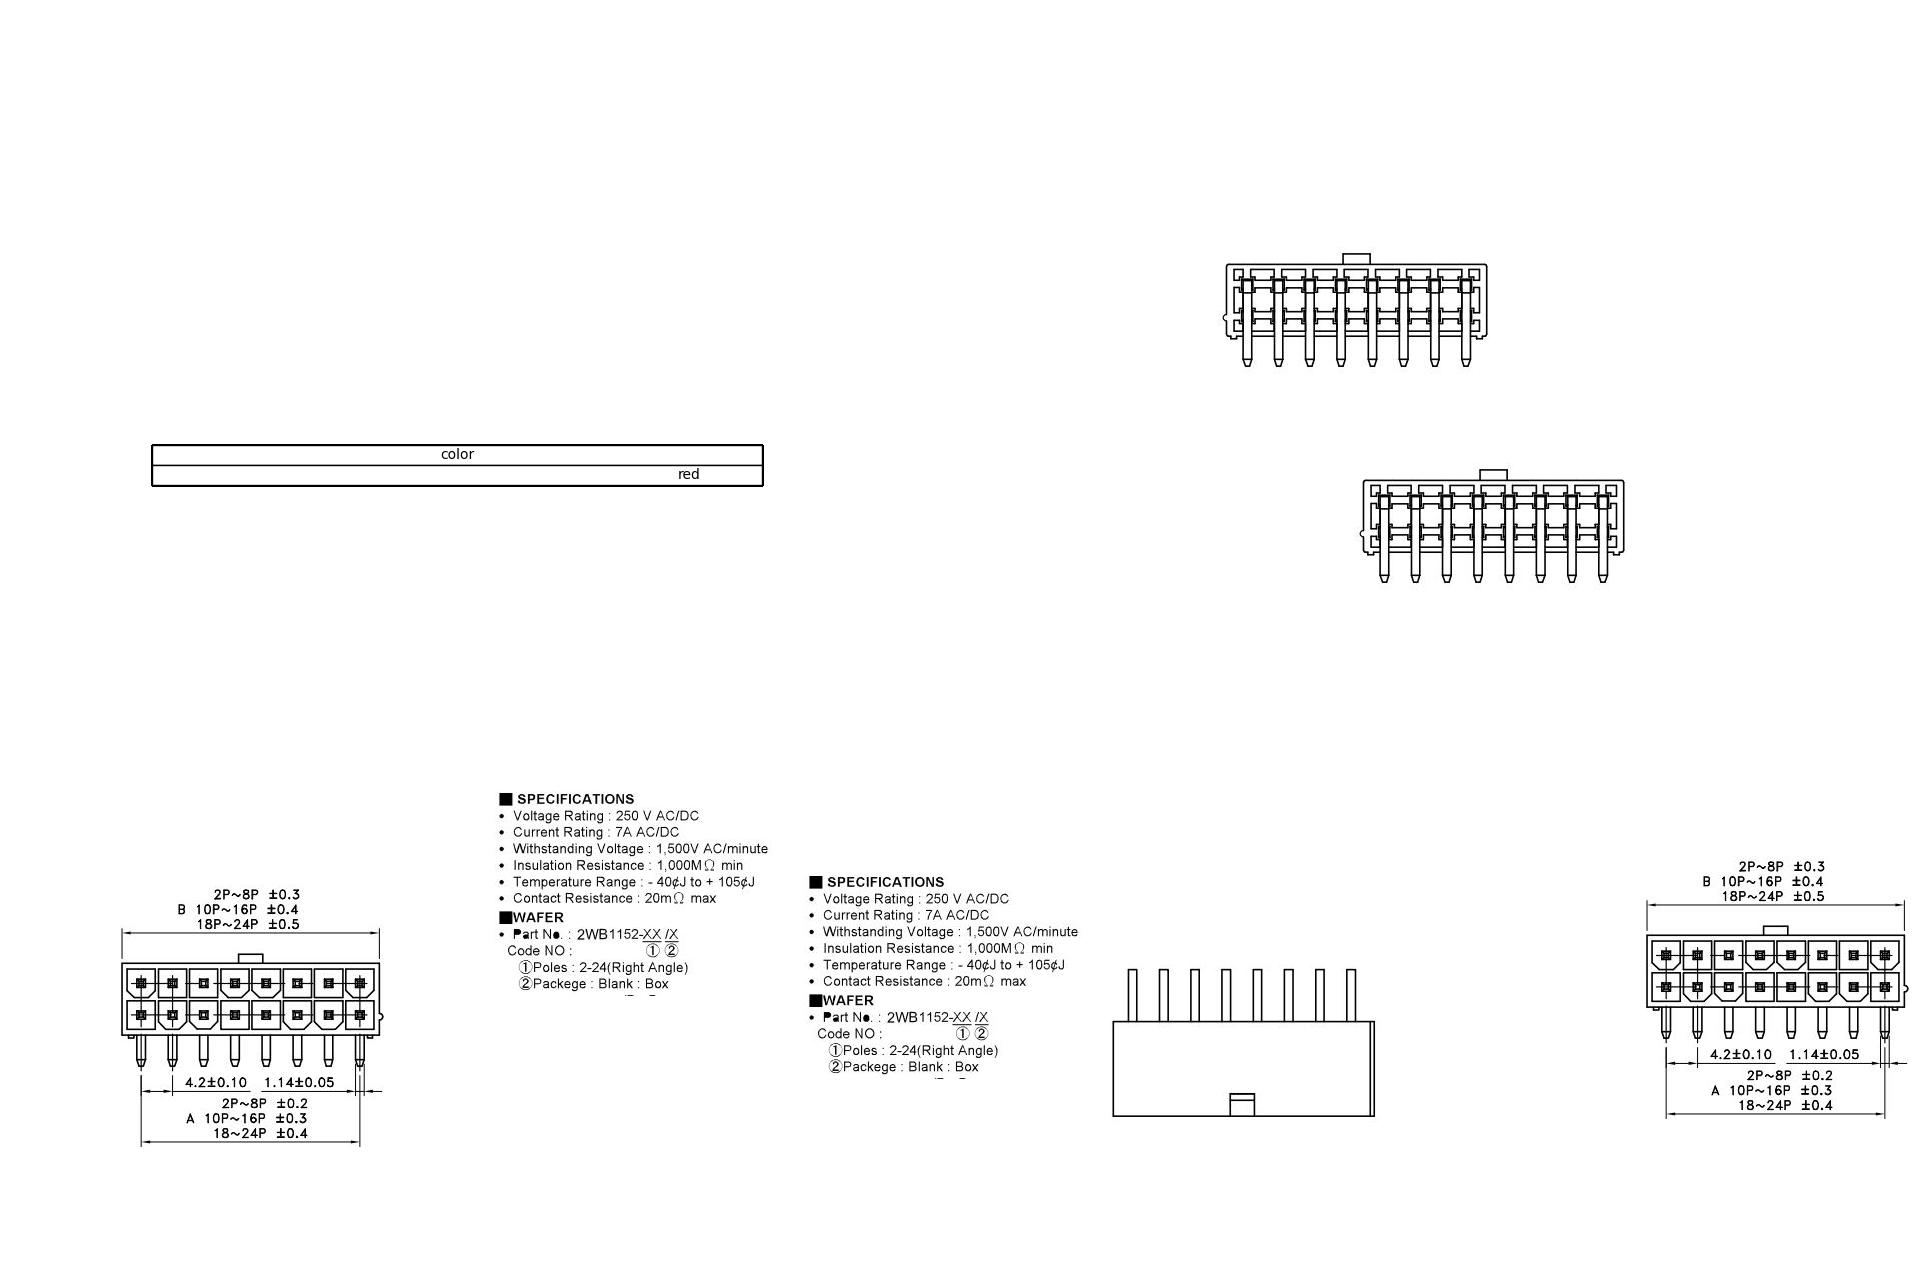 color
red
■ SPECIFICATIONS
• Voltage Rating : 250 V AC/DC
• Current Rating : 7A AC/DC
• Withstanding Voltage : 1,500V AC/minute
• Insulation Resistance : 1,000MΩ min
• Temperature Range : - 40¢J to + 105¢J
• Contact Resistance : 20mΩ max
■WAFER
• Part No. : 2WB1152-XX /X
Code NO : ① ②
①Poles : 2-24(Right Angle)
②Packege : Blank : Box
■ SPECIFICATIONS
• Voltage Rating : 250 V AC/DC
• Current Rating : 7A AC/DC
• Withstanding Voltage : 1,500V AC/minute
• Insulation Resistance : 1,000MΩ min
• Temperature Range : - 40¢J to + 105¢J
• Contact Resistance : 20mΩ max
■WAFER
• Part No. : 2WB1152-XX /X
Code NO : ① ②
①Poles : 2-24(Right Angle)
②Packege : Blank : Box
2P~8P ±0.3
B 10P~16P ±0.4
18P~24P ±0.5
4.2±0.10 1.14±0.05
2P~8P ±0.2
A 10P~16P ±0.3
18~24P ±0.4
2P~8P ±0.3
B 10P~16P ±0.4
18P~24P ±0.5
4.2±0.10 1.14±0.05
2P~8P ±0.2
A 10P~16P ±0.3
18~24P ±0.4